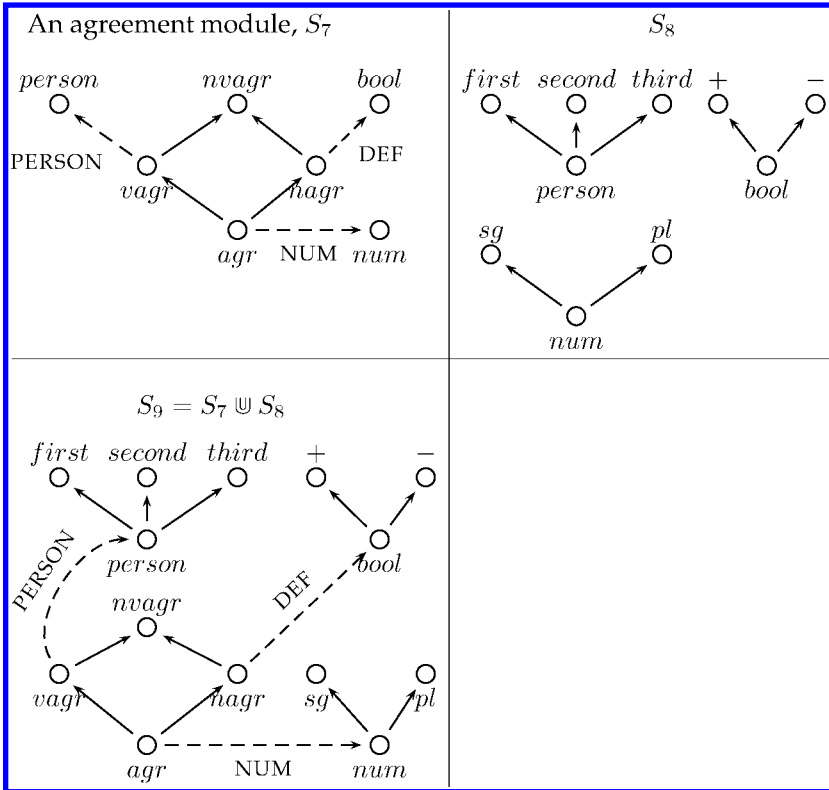 An agreement module, S₇
person nvagr bool
PERSON DEF
vagr nagr
agr NUM num
S₈
first second third + −
person bool
sg pl
num
S₉ = S₇ ⋓ S₈
first second third + −
PERSON person DEF bool
nvagr
vagr nagr sg pl
agr NUM num